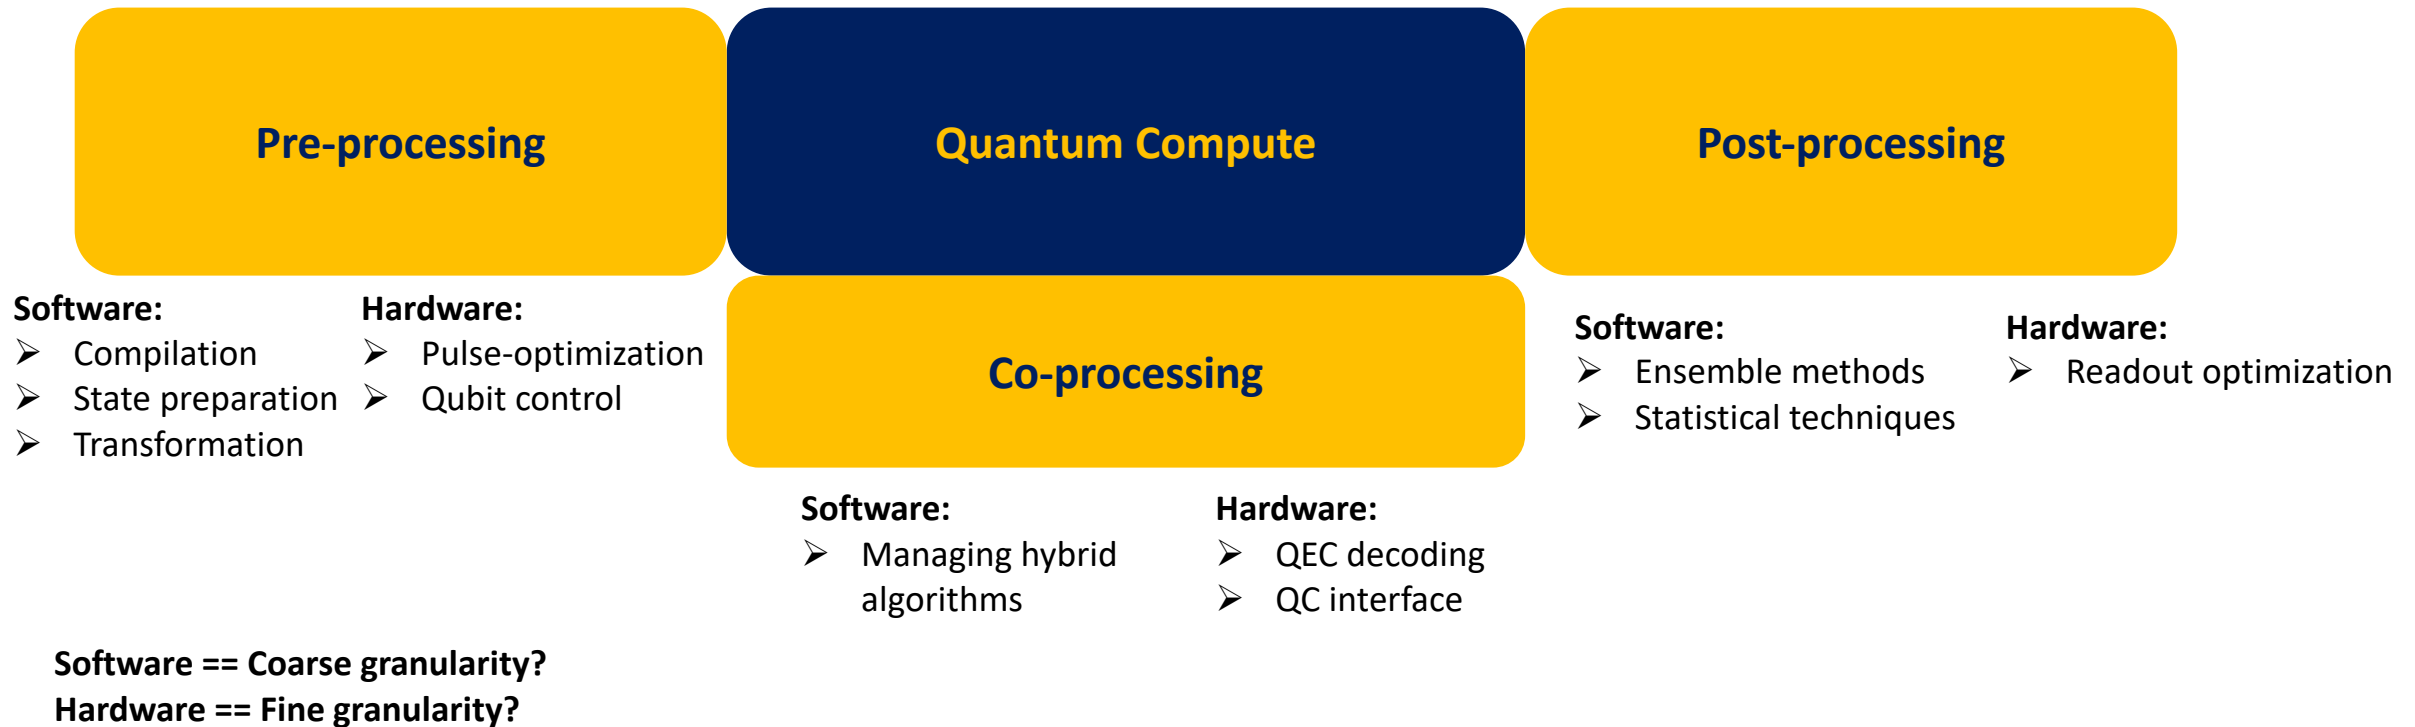 Pre-processing
Quantum Compute
Post-processing
Co-processing
Software:
➢ Compilation
➢ State preparation
➢ Transformation
Hardware:
➢ Pulse-optimization
➢ Qubit control
Software:
➢ Managing hybrid
algorithms
Hardware:
➢ QEC decoding
➢ QC interface
Software:
➢ Ensemble methods
➢ Statistical techniques
Hardware:
➢ Readout optimization
Software == Coarse granularity?
Hardware == Fine granularity?